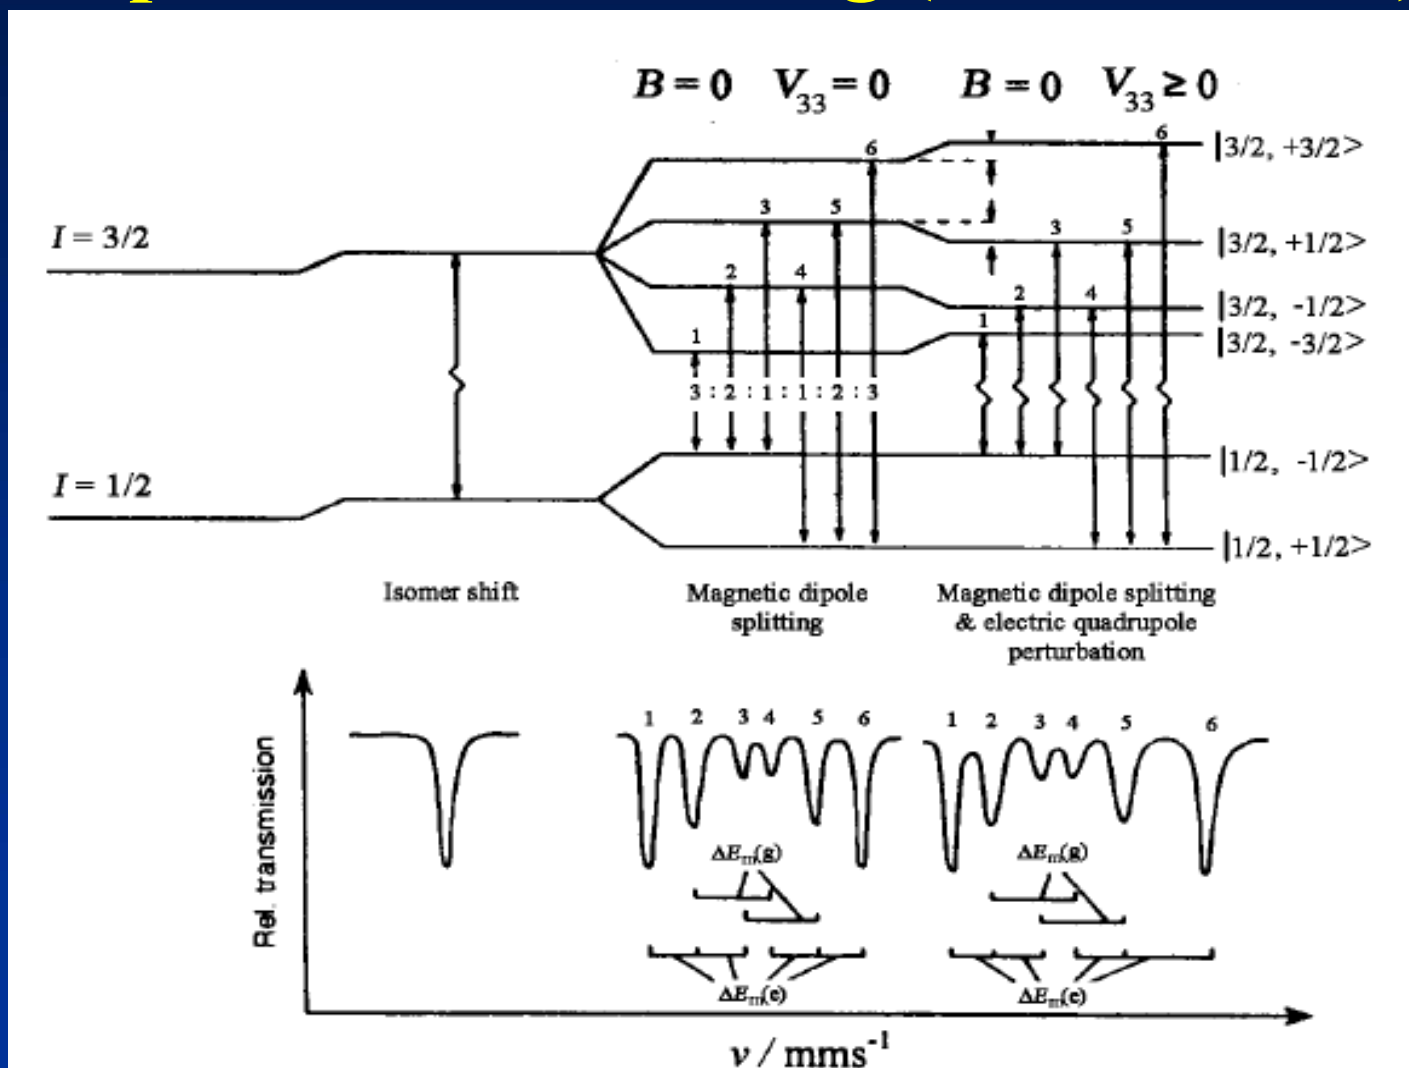 B = 0 V33 = 0 B = 0 V33 ≥ 0
6 6 |3/2, +3/2>
I = 3/2 3 5 3 5 |3/2, +1/2>
2 4 2 4 |3/2, -1/2>
1 1 |3/2, -3/2>
3 : 2 : 1 : 1 : 2 : 3
I = 1/2 |1/2, -1/2>
|1/2, +1/2>
Isomer shift
Magnetic dipole
splitting
Magnetic dipole splitting
& electric quadrupole
perturbation
Rel. transmission
1 2 3 4 5 6 1 2 3 4 5 6
ΔEm(g) ΔEm(g)
ΔEm(e) ΔEm(e)
v / mms-1